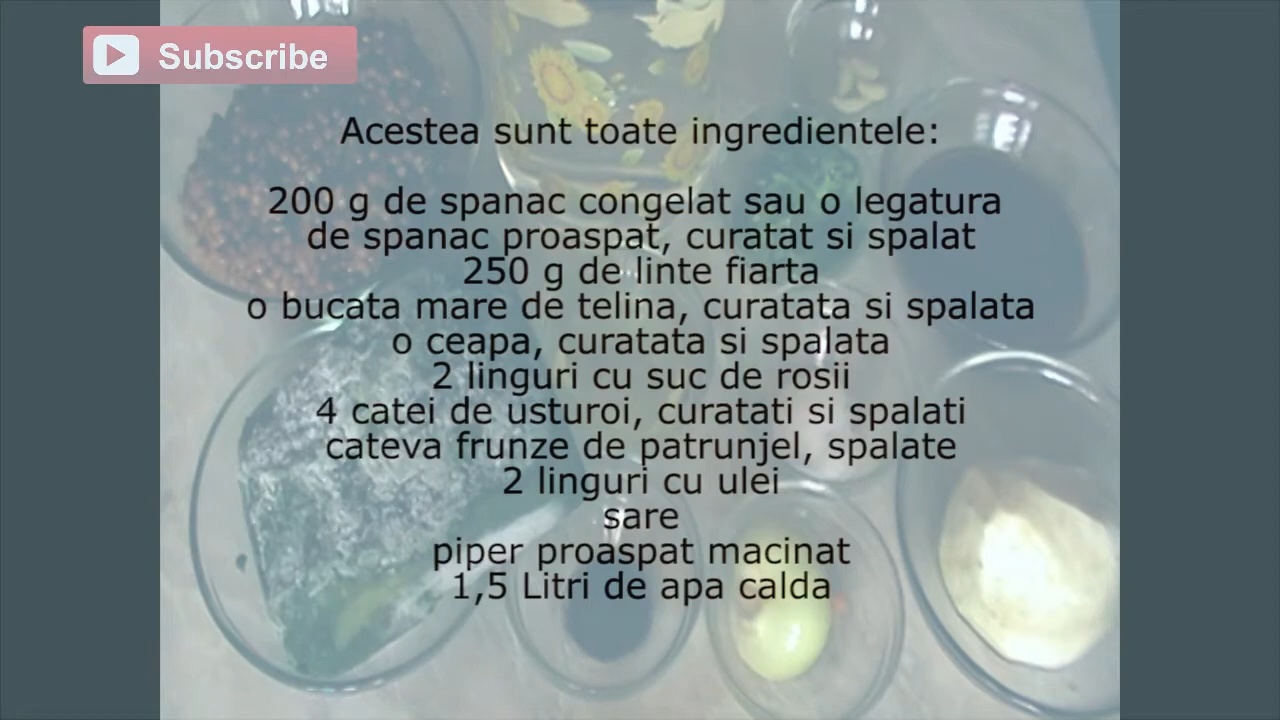 Subscribe
Acestea sunt toate ingredientele:
200 g de spanac congelat sau o legatura
de spanac proaspat, curatat si spalat
250 g de linte fiarta
o bucata mare de telina, curatata si spalata
o ceapa, curatata si spalata
2 linguri cu suc de rosii
4 catei de usturoi, curatati si spalati
cateva frunze de patrunjel, spalate
2 linguri cu ulei
sare
piper proaspat macinat
1,5 Litri de apa calda